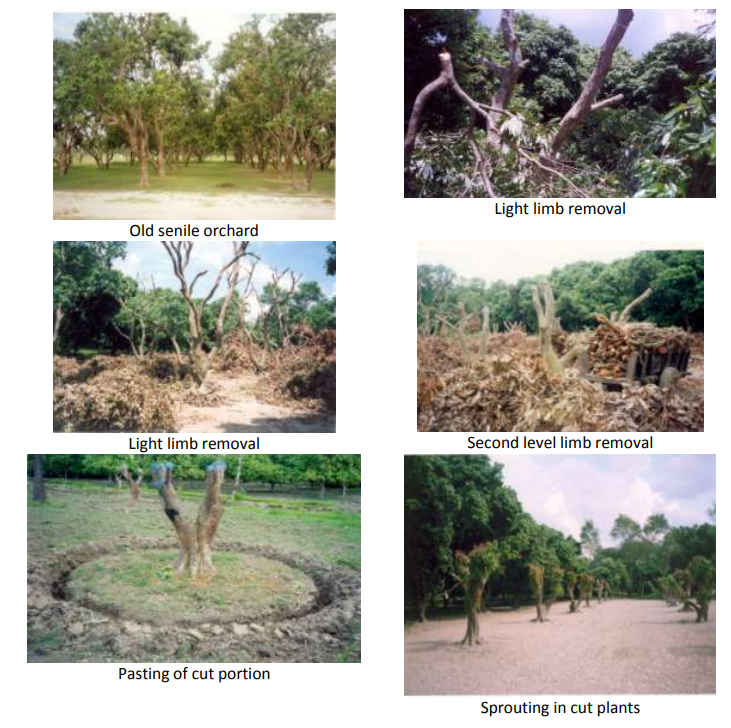 Old senile orchard
Light limb removal
Light limb removal
Second level limb removal
Pasting of cut portion
Sprouting in cut plants